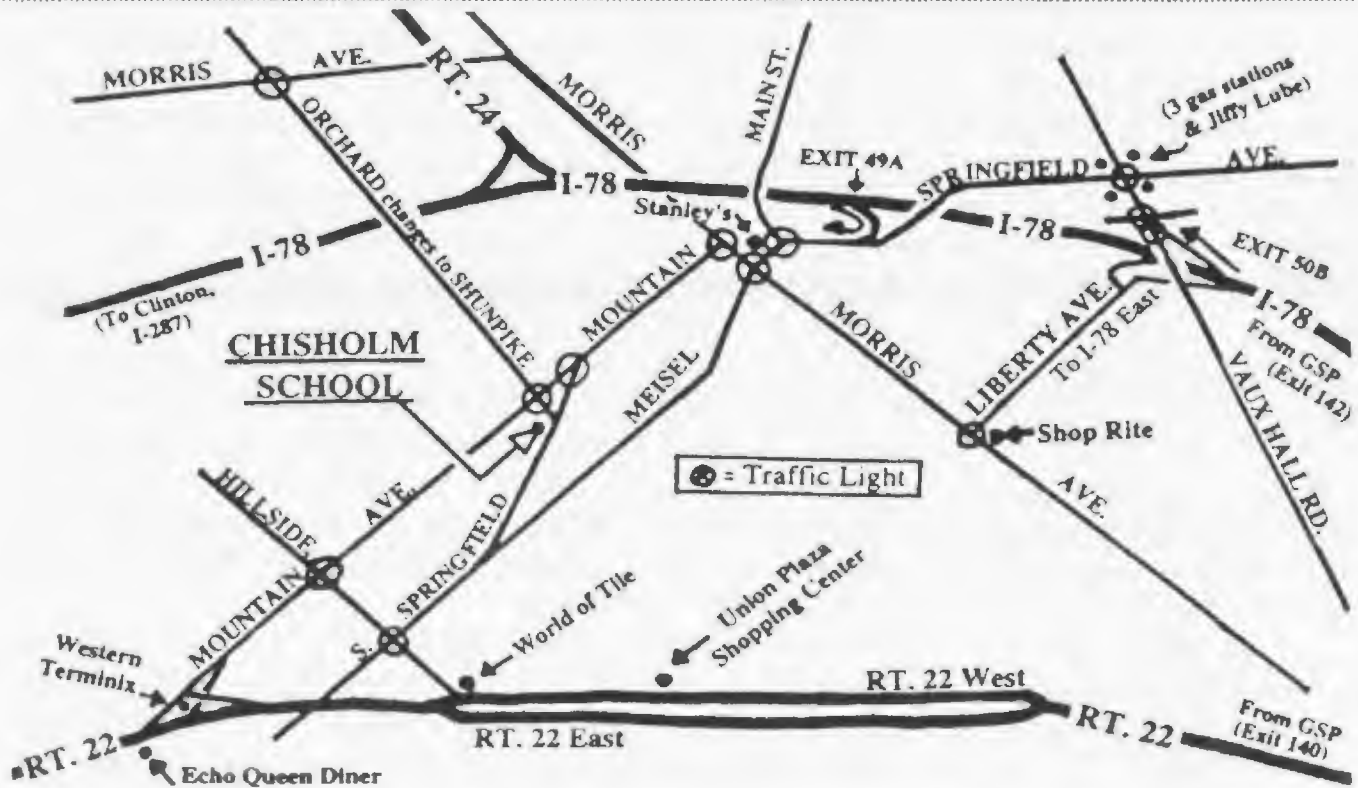 MORRIS AVE.
RT. 24
MORRIS
MAIN ST.
(3 gas stations
& Jiffy Lube)
EXIT 49A
SPRINGFIELD AVE.
ORCHARD changes to SHUNPIKE
I-78
Stanley's
I-78
I-78
EXIT 50B
(To Clinton,
I-287)
MOUNTAIN
MORRIS
LIBERTY AVE.
To I-78 East
I-78
From GSP
(Exit 142)
CHISHOLM
SCHOOL
MEISEL
VAUX HALL RD.
Shop Rite
= Traffic Light
AVE.
HILLSIDE
AVE.
SPRINGFIELD
S.
MOUNTAIN
World of Tile
Union Plaza
Shopping Center
Western
Terminix
RT. 22 West
RT. 22 East
RT. 22
RT. 22
From GSP
(Exit 140)
Echo Queen Diner